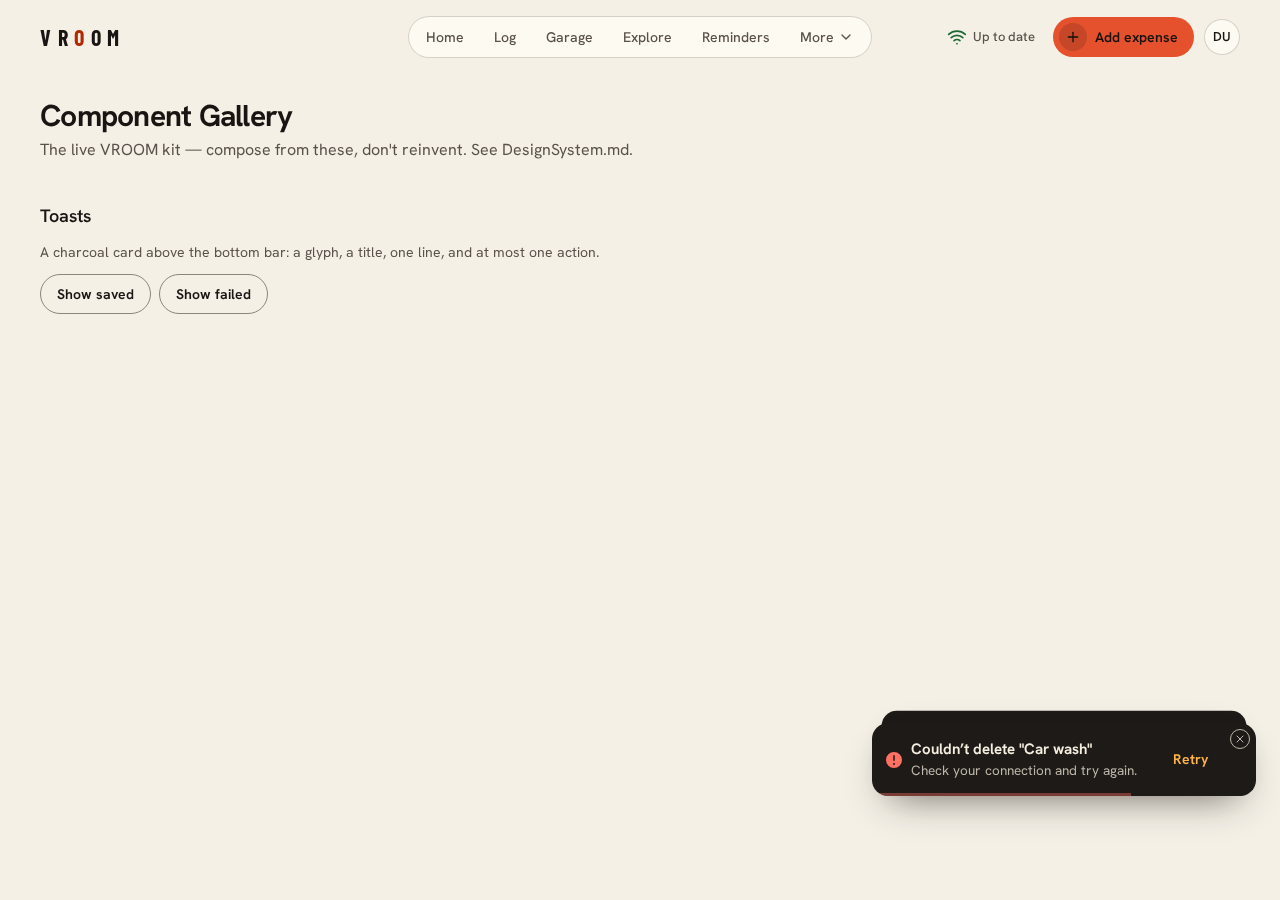 VROOM
Home
Log
Garage
Explore
Reminders
More
Up to date
Add expense
DU
Component Gallery
The live VROOM kit — compose from these, don't reinvent. See DesignSystem.md.
Toasts
A charcoal card above the bottom bar: a glyph, a title, one line, and at most one action.
Show saved
Show failed
Couldn’t delete "Car wash"
Check your connection and try again.
Retry